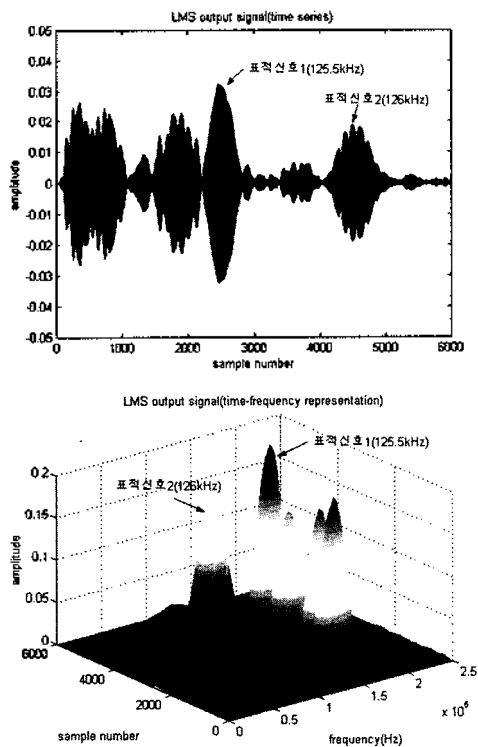 LMS output signal(time series)
0.05
0.04
0.03
0.02
0.01
0
-0.01
-0.02
-0.03
-0.04
-0.05
amplitude
표적신호1(125.5kHz)
표적신호2(126kHz)
0 1000 2000 3000 4000 5000 6000
sample number
LMS output signal(time-frequency representation)
표적신호1(125.5kHz)
표적신호2(126kHz)
0.2
0.15
0.1
0.05
0
amplitude
6000
4000
2000
0
sample number
0
0.5
1
1.5
2
2.5
x 10
frequency(Hz)